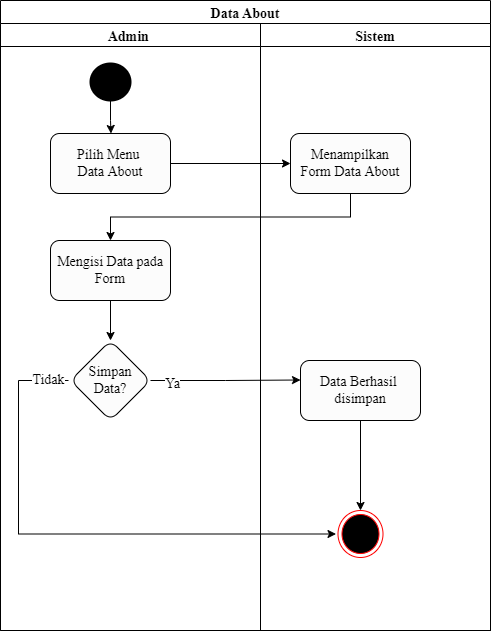 Data About
Admin
Sistem
Pilih Menu
Data About
Menampilkan
Form Data About
Mengisi Data pada
Form
Simpan
Data?
Tidak-
Ya
Data Berhasil
disimpan